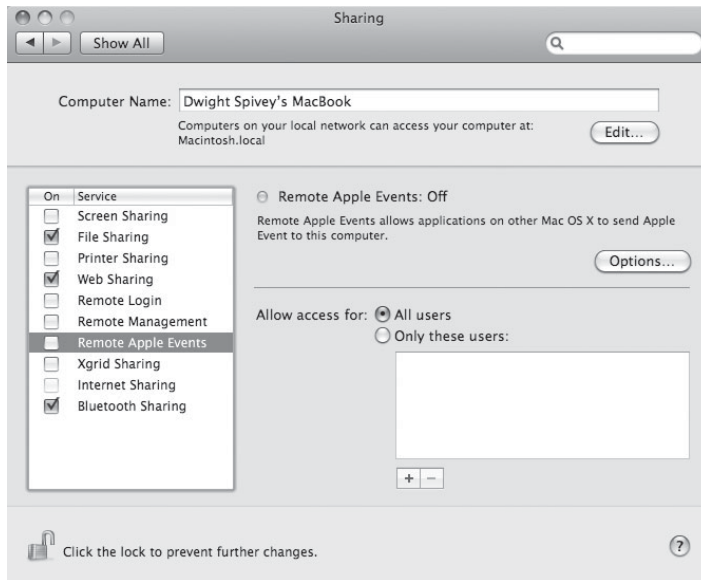 Sharing
Show All
Computer Name: Dwight Spivey's MacBook
Computers on your local network can access your computer at:
Macintosh.local
Edit...
On Service
Screen Sharing
File Sharing
Printer Sharing
Web Sharing
Remote Login
Remote Management
Remote Apple Events
Xgrid Sharing
Internet Sharing
Bluetooth Sharing
Remote Apple Events: Off
Remote Apple Events allows applications on other Mac OS X to send Apple
Event to this computer.
Options...
Allow access for: All users
Only these users:
+ −
Click the lock to prevent further changes.
?